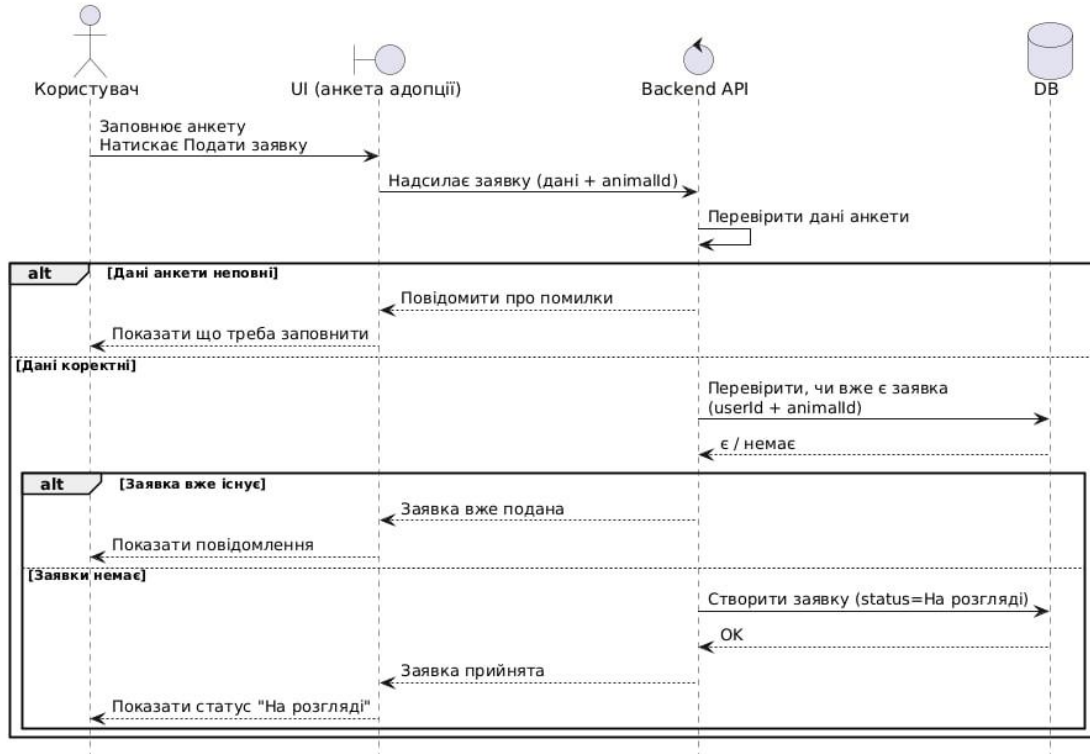 Користувач
UI (анкета адопції)
Backend API
DB
Заповнює анкету
Натискає Подати заявку
Надсилає заявку (дані + animalId)
Перевірити дані анкети
alt
[Дані анкети неповні]
Повідомити про помилки
Показати що треба заповнити
[Дані коректні]
Перевірити, чи вже є заявка
(userId + animalId)
є / немає
alt
[Заявка вже існує]
Заявка вже подана
Показати повідомлення
[Заявки немає]
Створити заявку (status=На розгляді)
OK
Заявка прийнята
Показати статус "На розгляді"